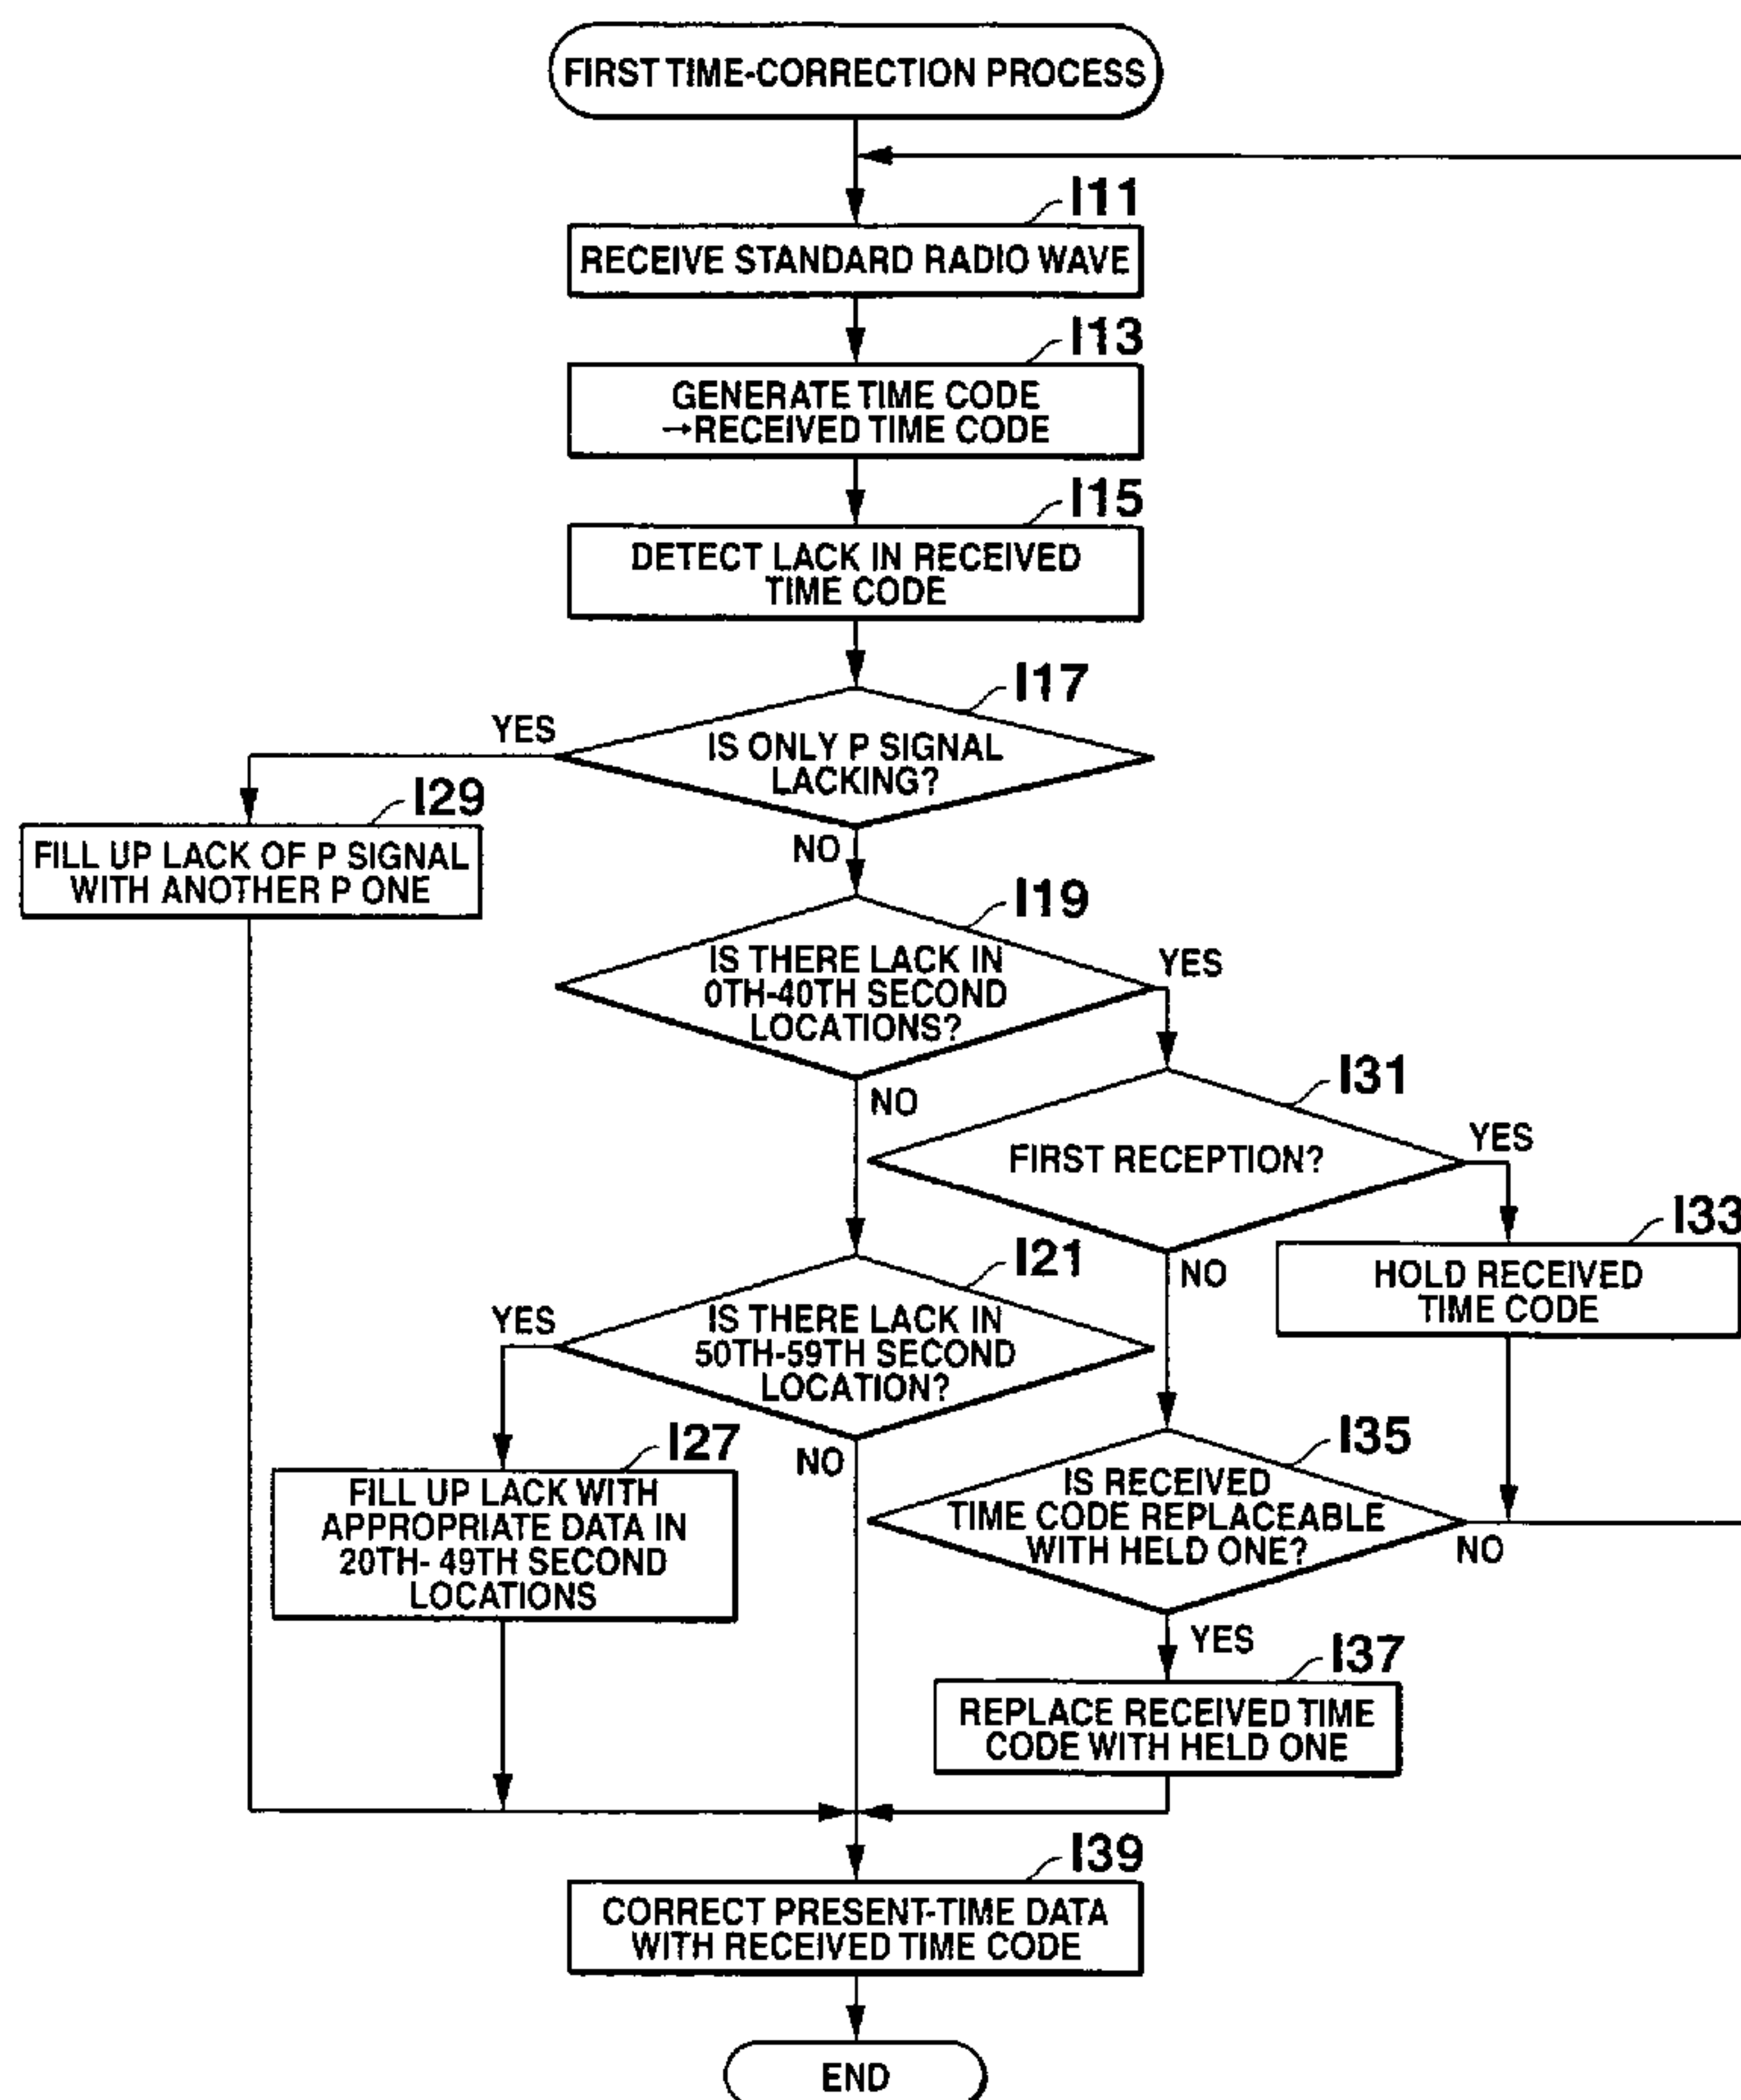 FIRST TIME-CORRECTION PROCESS
I11
RECEIVE STANDARD RADIO WAVE
I13
GENERATE TIME CODE
→RECEIVED TIME CODE
I15
DETECT LACK IN RECEIVED
TIME CODE
I17
YES
IS ONLY P SIGNAL
LACKING?
I29
NO
FILL UP LACK OF P SIGNAL
WITH ANOTHER P ONE
I19
YES
IS THERE LACK IN
0TH-40TH SECOND
LOCATIONS?
NO
I31
YES
FIRST RECEPTION?
NO
I33
HOLD RECEIVED
TIME CODE
I21
YES
IS THERE LACK IN
50TH-59TH SECOND
LOCATION?
NO
I27
FILL UP LACK WITH
APPROPRIATE DATA IN
20TH- 49TH SECOND
LOCATIONS
I35
IS RECEIVED
TIME CODE REPLACEABLE
WITH HELD ONE?
NO
YES
I37
REPLACE RECEIVED TIME
CODE WITH HELD ONE
I39
CORRECT PRESENT-TIME DATA
WITH RECEIVED TIME CODE
END